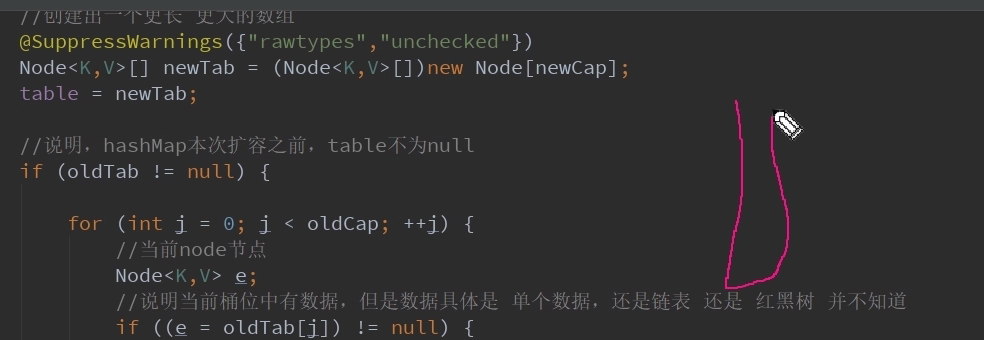 //创建出一个更长 更大的数组
@SuppressWarnings({"rawtypes","unchecked"})
Node<K,V>[] newTab = (Node<K,V>[])new Node[newCap];
table = newTab;
//说明，hashMap本次扩容之前，table不为null
if (oldTab != null) {
for (int j = 0; j < oldCap; ++j) {
//当前node节点
Node<K,V> e;
//说明当前桶位中有数据，但是数据具体是 单个数据，还是链表 还是 红黑树 并不知道
if ((e = oldTab[j]) != null) {